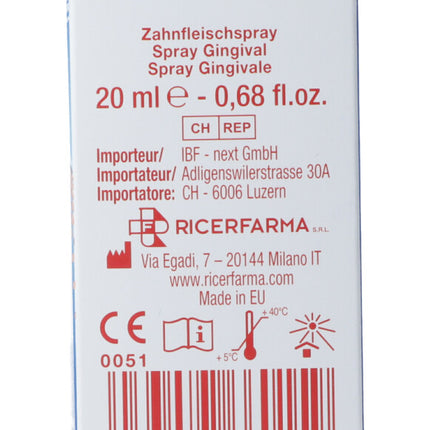 Zahnfleischspray
Spray Gingival
Spray Gingivale
20 ml ℮ - 0,68 fl.oz.
CH REP
Importeur/ IBF - next GmbH
Importateur/ Adligenswilerstrasse 30A
Importatore: CH - 6006 Luzern
RICERFARMA S.R.L.
Via Egadi, 7 – 20144 Milano IT
www.ricerfarma.com
Made in EU
CE
0051
i
+5°C
+40°C